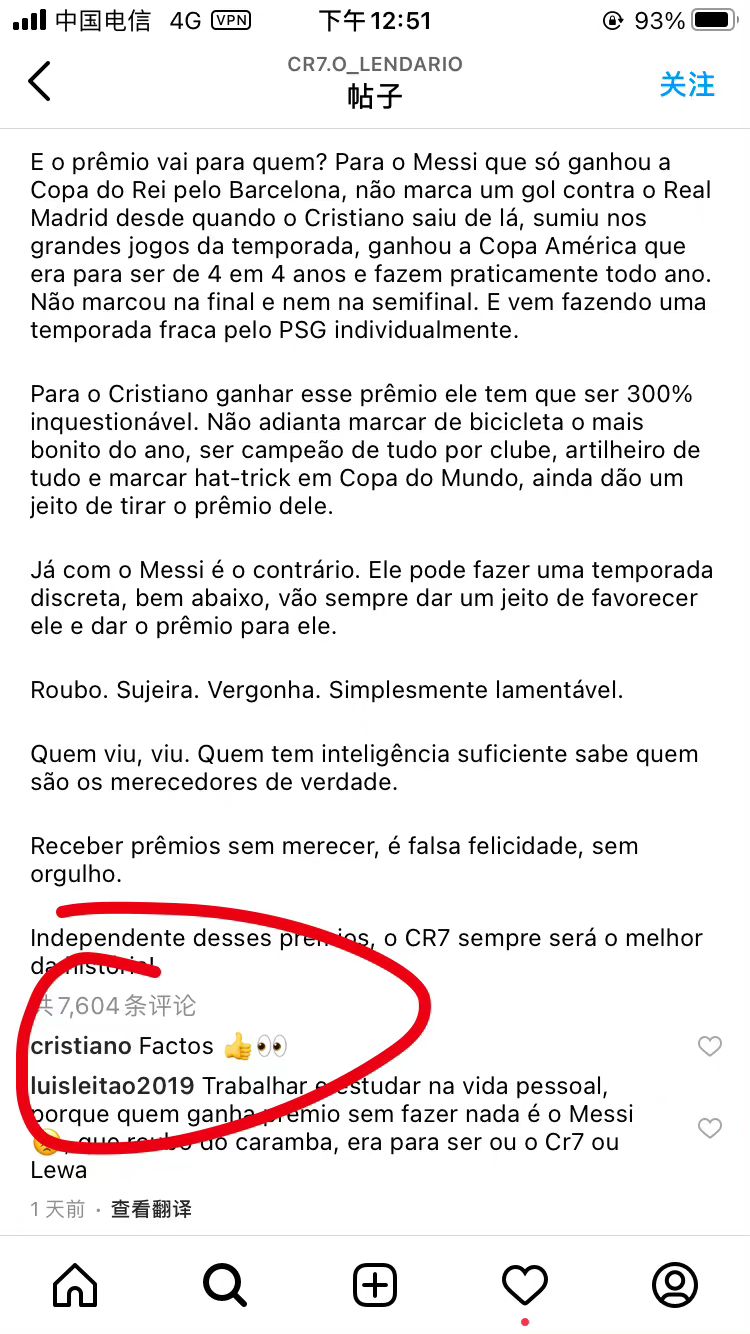 中国电信 4G VPN 下午12:51 93%
CR7.O_LENDARIO
帖子
关注
E o prêmio vai para quem? Para o Messi que só ganhou a
Copa do Rei pelo Barcelona, não marca um gol contra o Real
Madrid desde quando o Cristiano saiu de lá, sumiu nos
grandes jogos da temporada, ganhou a Copa América que
era para ser de 4 em 4 anos e fazem praticamente todo ano.
Não marcou na final e nem na semifinal. E vem fazendo uma
temporada fraca pelo PSG individualmente.
Para o Cristiano ganhar esse prêmio ele tem que ser 300%
inquestionável. Não adianta marcar de bicicleta o mais
bonito do ano, ser campeão de tudo por clube, artilheiro de
tudo e marcar hat-trick em Copa do Mundo, ainda dão um
jeito de tirar o prêmio dele.
Já com o Messi é o contrário. Ele pode fazer uma temporada
discreta, bem abaixo, vão sempre dar um jeito de favorecer
ele e dar o prêmio para ele.
Roubo. Sujeira. Vergonha. Simplesmente lamentável.
Quem viu, viu. Quem tem inteligência suficiente sabe quem
são os merecedores de verdade.
Receber prêmios sem merecer, é falsa felicidade, sem
orgulho.
Independente desses prêmios, o CR7 sempre será o melhor
da história!
共7,604条评论
cristiano Factos 👍👀
luisleitao2019 Trabalhar e estudar na vida pessoal,
porque quem ganha prêmio sem fazer nada é o Messi
, que roubo do caramba, era para ser ou o Cr7 ou
Lewa
1天前 · 查看翻译